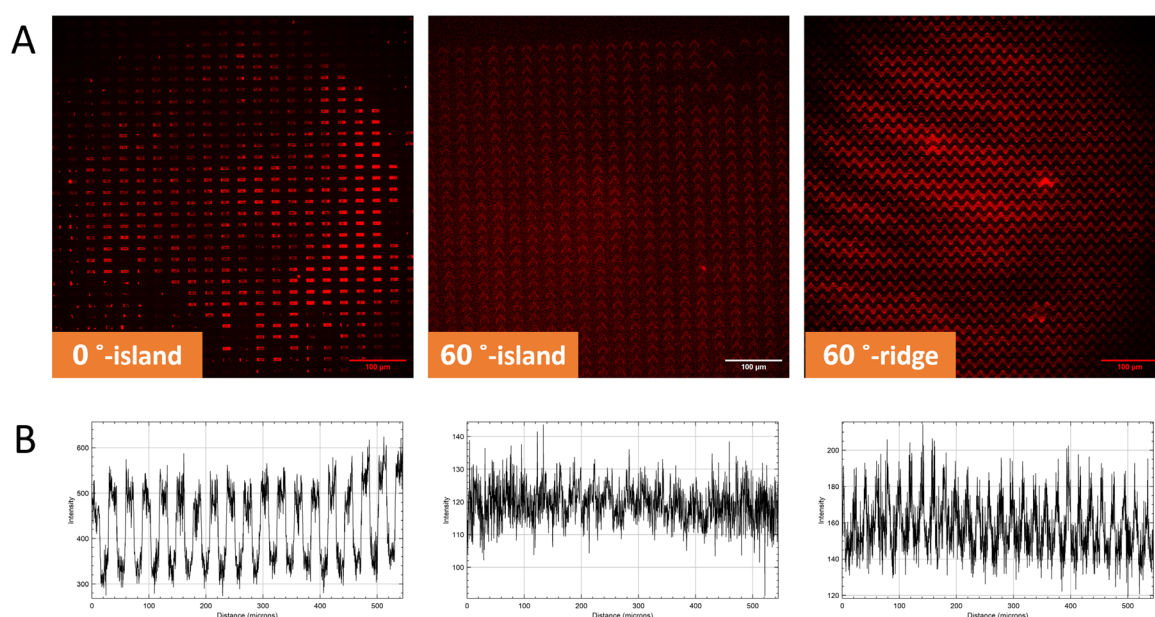 A
0 °-island
100 µm
60 °-island
100 µm
60 °-ridge
100 µm
B
Intensity
600
500
400
300
0 100 200 300 400 500
Distance (microns)
Intensity
140
130
120
110
100
0 100 200 300 400 500
Distance (microns)
Intensity
200
180
160
140
120
0 100 200 300 400 500
Distance (microns)